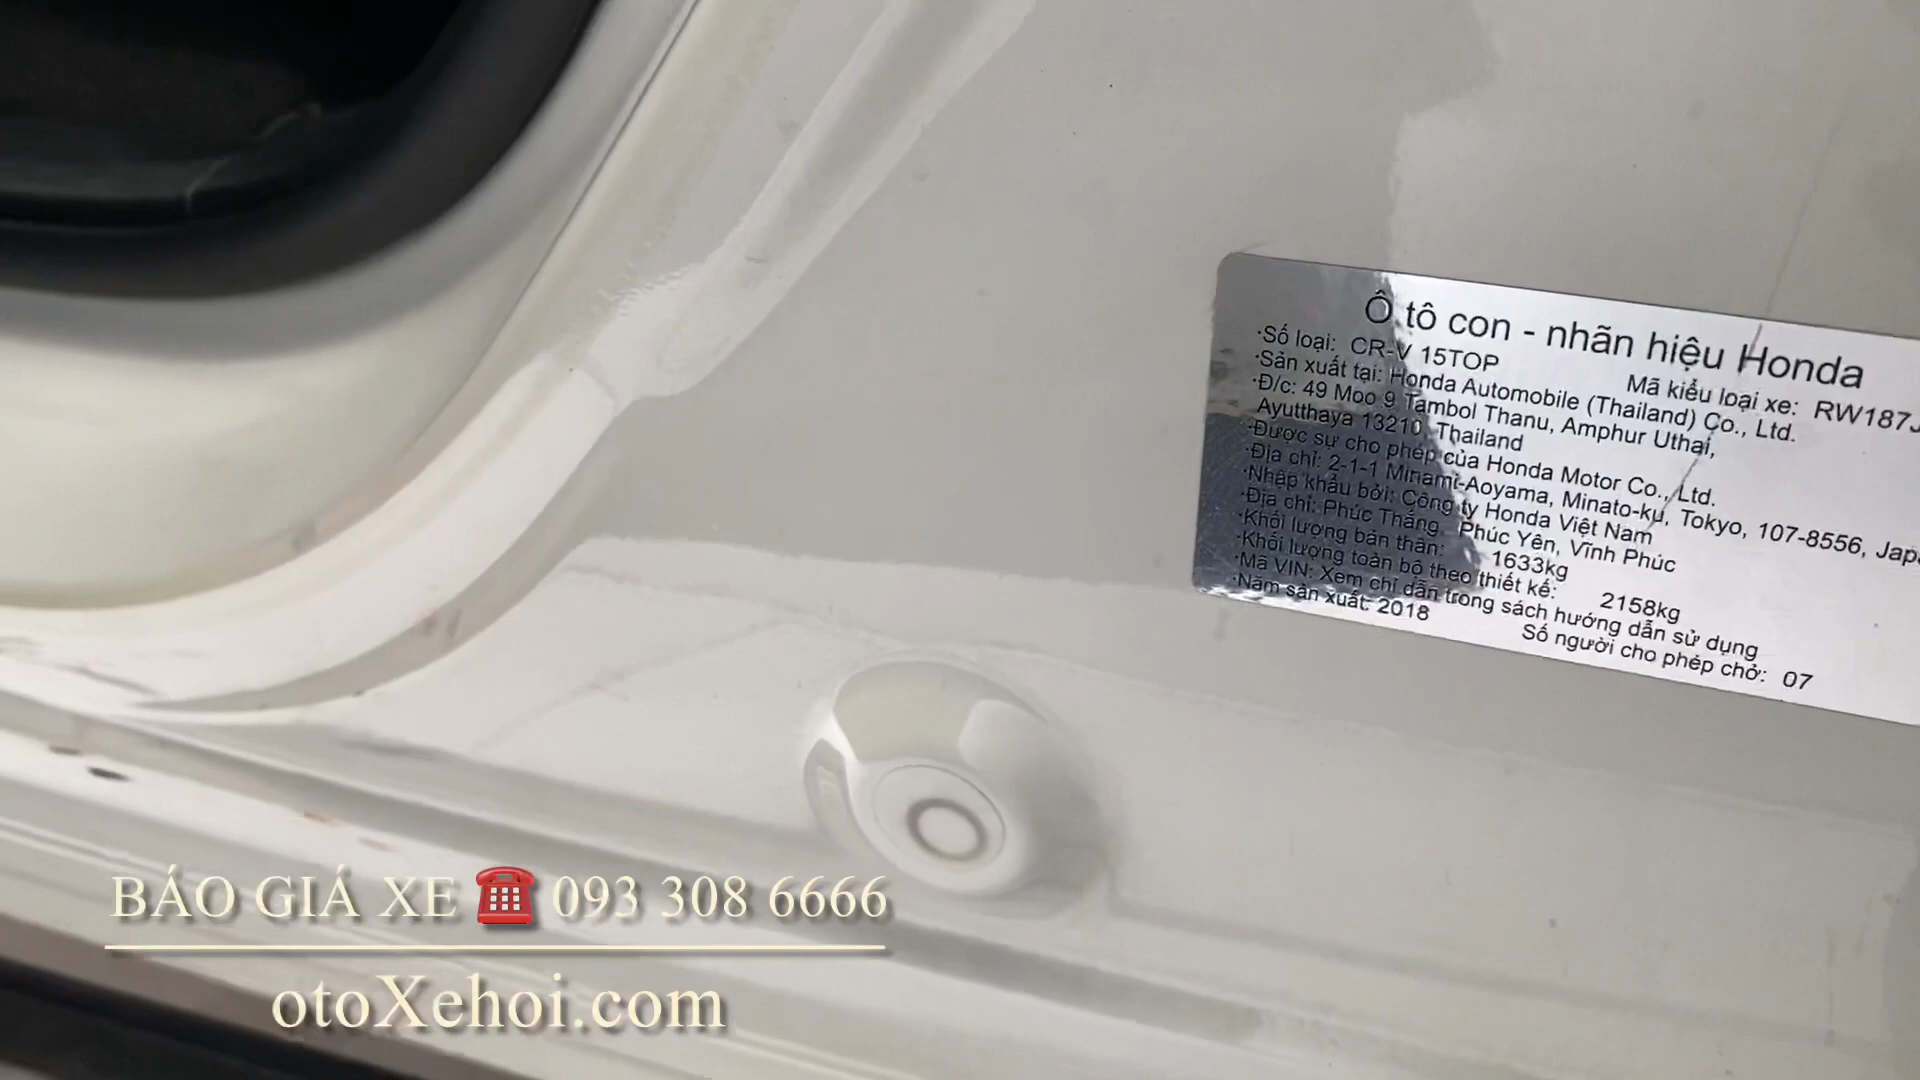 Ô tô con - nhãn hiệu Honda
·Số loại: CR-V 15TOP Mã kiểu loại xe: RW187J
·Sản xuất tại: Honda Automobile (Thailand) Co., Ltd.
·Đ/c: 49 Moo 9 Tambol Thanu, Amphur Uthai,
Ayutthaya 13210 Thailand
·Được sự cho phép của Honda Motor Co., Ltd.
·Địa chỉ: 2-1-1 Minami-Aoyama, Minato-ku, Tokyo, 107-8556,
·Nhập khẩu bởi: Công ty Honda Việt Nam
·Địa chỉ: Phúc Thắng, Phúc Yên, Vĩnh Phúc
·Khối lượng bản thân: 1633kg
·Khối lượng toàn bộ theo thiết kế: 2158kg
·Mã VIN: Xem chỉ dẫn trong sách hướng dẫn sử dụng
·Năm sản xuất: 2018 Số người cho phép chở: 07
BÁO GIÁ XE ☎️ 093 308 6666
otoXehoi.com